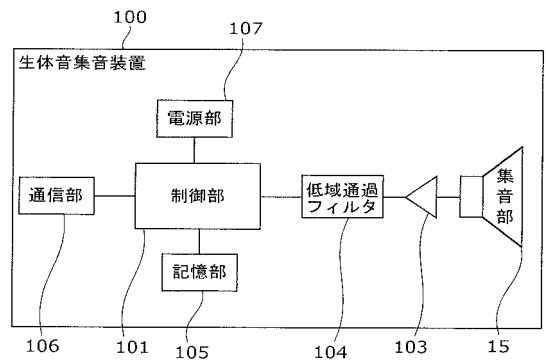 100
生体音集音装置
107
電源部
通信部
制御部
低域通過
フィルタ
集音部
記憶部
106
101
105
104
103
15